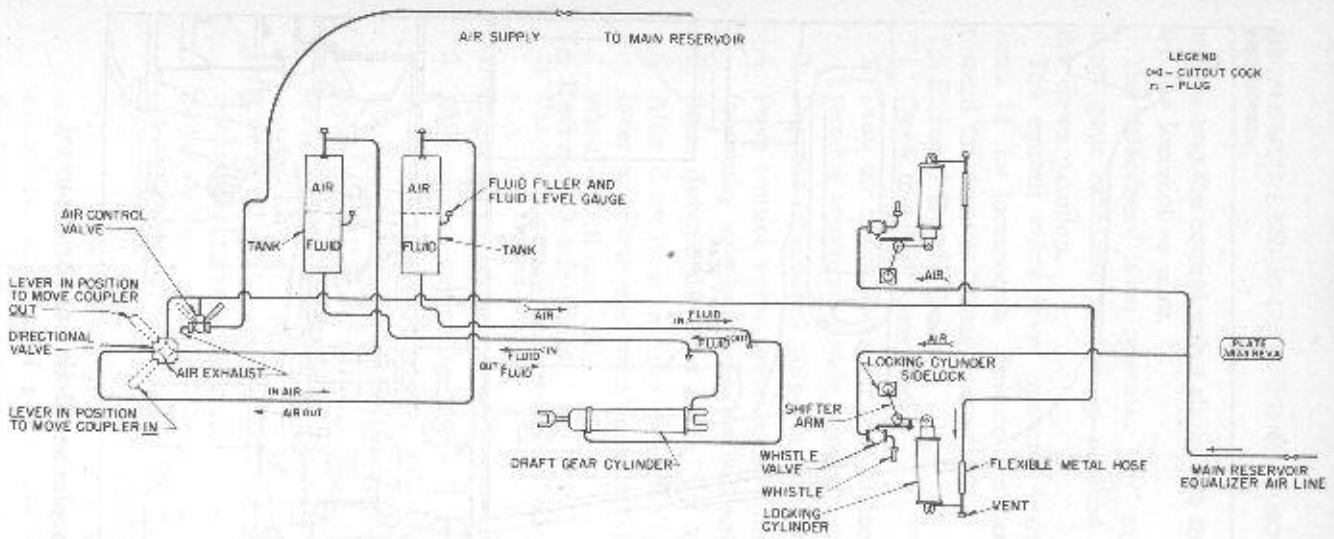 AIR SUPPLY
TO MAIN RESERVOIR
LEGEND
- CUTOUT COCK
- PLUG
AIR
AIR
FLUID FILLER AND
FLUID LEVEL GAUGE
AIR CONTROL
VALVE
TANK
FLUID
FLUID
TANK
AIR
LEVER IN POSITION
TO MOVE COUPLER
OUT
DIRECTIONAL
VALVE
AIR
FLUID
IN
FLUID
OUT
AIR
FLUID IN
OUT
FLUID
PLATE
AIR EXHAUST
IN AIR
AIR OUT
LOCKING CYLINDER
SIDELOCK
SHIFTER
ARM
LEVER IN POSITION
TO MOVE COUPLER IN
DRAFT GEAR CYLINDER
WHISTLE
VALVE
WHISTLE
LOCKING
CYLINDER
FLEXIBLE METAL HOSE
VENT
MAIN RESERVOIR
EQUALIZER AIR LINE